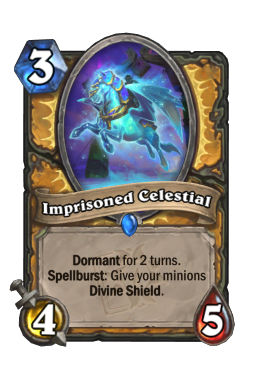 3
Imprisoned Celestial
Dormant for 2 turns.
Spellburst: Give your minions
Divine Shield.
4
5